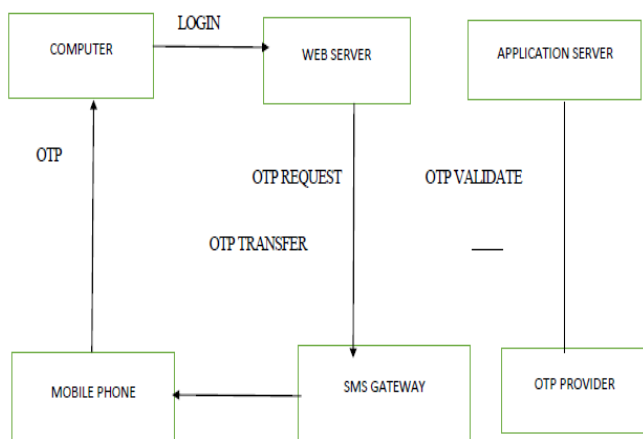 LOGIN
COMPUTER
WEB SERVER
APPLICATION SERVER
OTP
OTP REQUEST
OTP VALIDATE
OTP TRANSFER
MOBILE PHONE
SMS GATEWAY
OTP PROVIDER